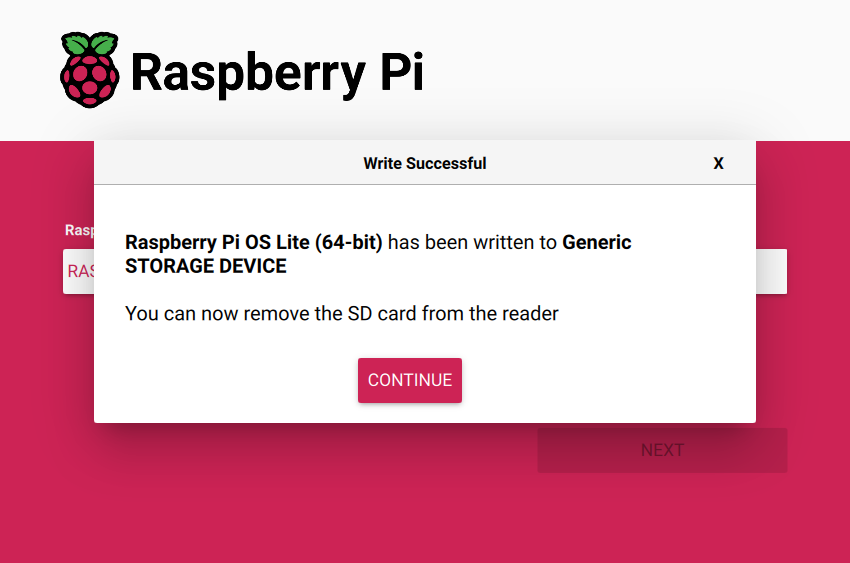 Raspberry Pi
Write Successful
X
Rasp
RAS
Raspberry Pi OS Lite (64-bit) has been written to Generic
STORAGE DEVICE
You can now remove the SD card from the reader
CONTINUE
NEXT